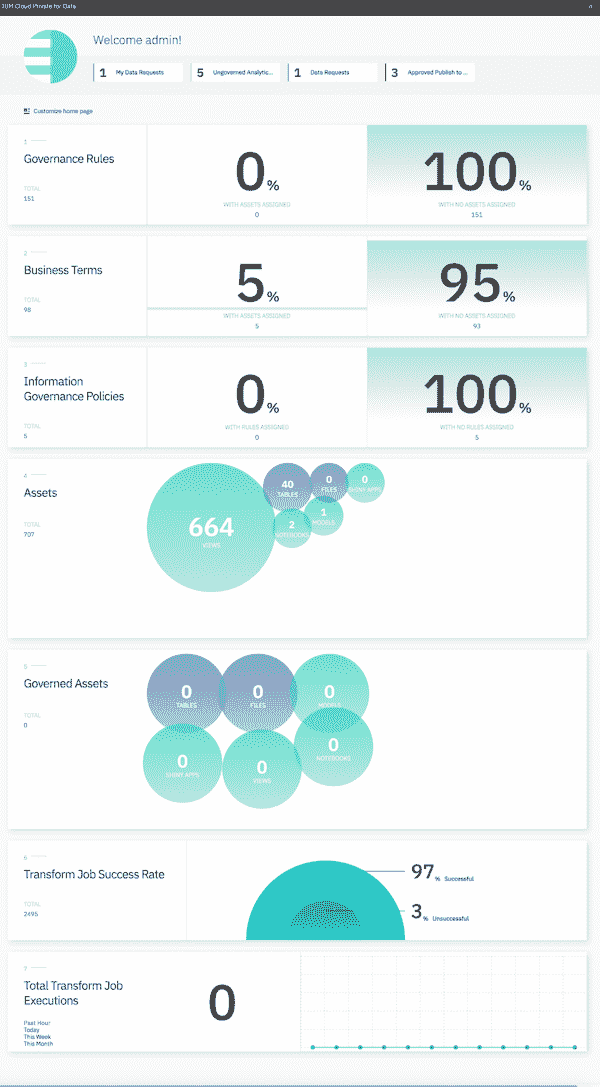 IBM Cloud Private for Data
Welcome admin!
1 My Data Requests
5 Ungoverned Analytic...
1 Data Requests
3 Approved Publish to ...
Customize home page
1
Governance Rules
TOTAL
151
0%
WITH ASSETS ASSIGNED
0
100%
WITH NO ASSETS ASSIGNED
151
2
Business Terms
TOTAL
98
5%
WITH ASSETS ASSIGNED
5
95%
WITH NO ASSETS ASSIGNED
93
3
Information
Governance Policies
TOTAL
5
0%
WITH RULES ASSIGNED
0
100%
WITH NO RULES ASSIGNED
5
4
Assets
TOTAL
707
664
VIEWS
40
TABLES
0
FILES
0
SHINY APPS
2
NOTEBOOKS
1
MODELS
5
Governed Assets
TOTAL
0
0
TABLES
0
FILES
0
MODELS
0
SHINY APPS
0
VIEWS
0
NOTEBOOKS
6
Transform Job Success Rate
TOTAL
2495
97% Successful
3% Unsuccessful
7
Total Transform Job
Executions
Past Hour
Today
This Week
This Month
0